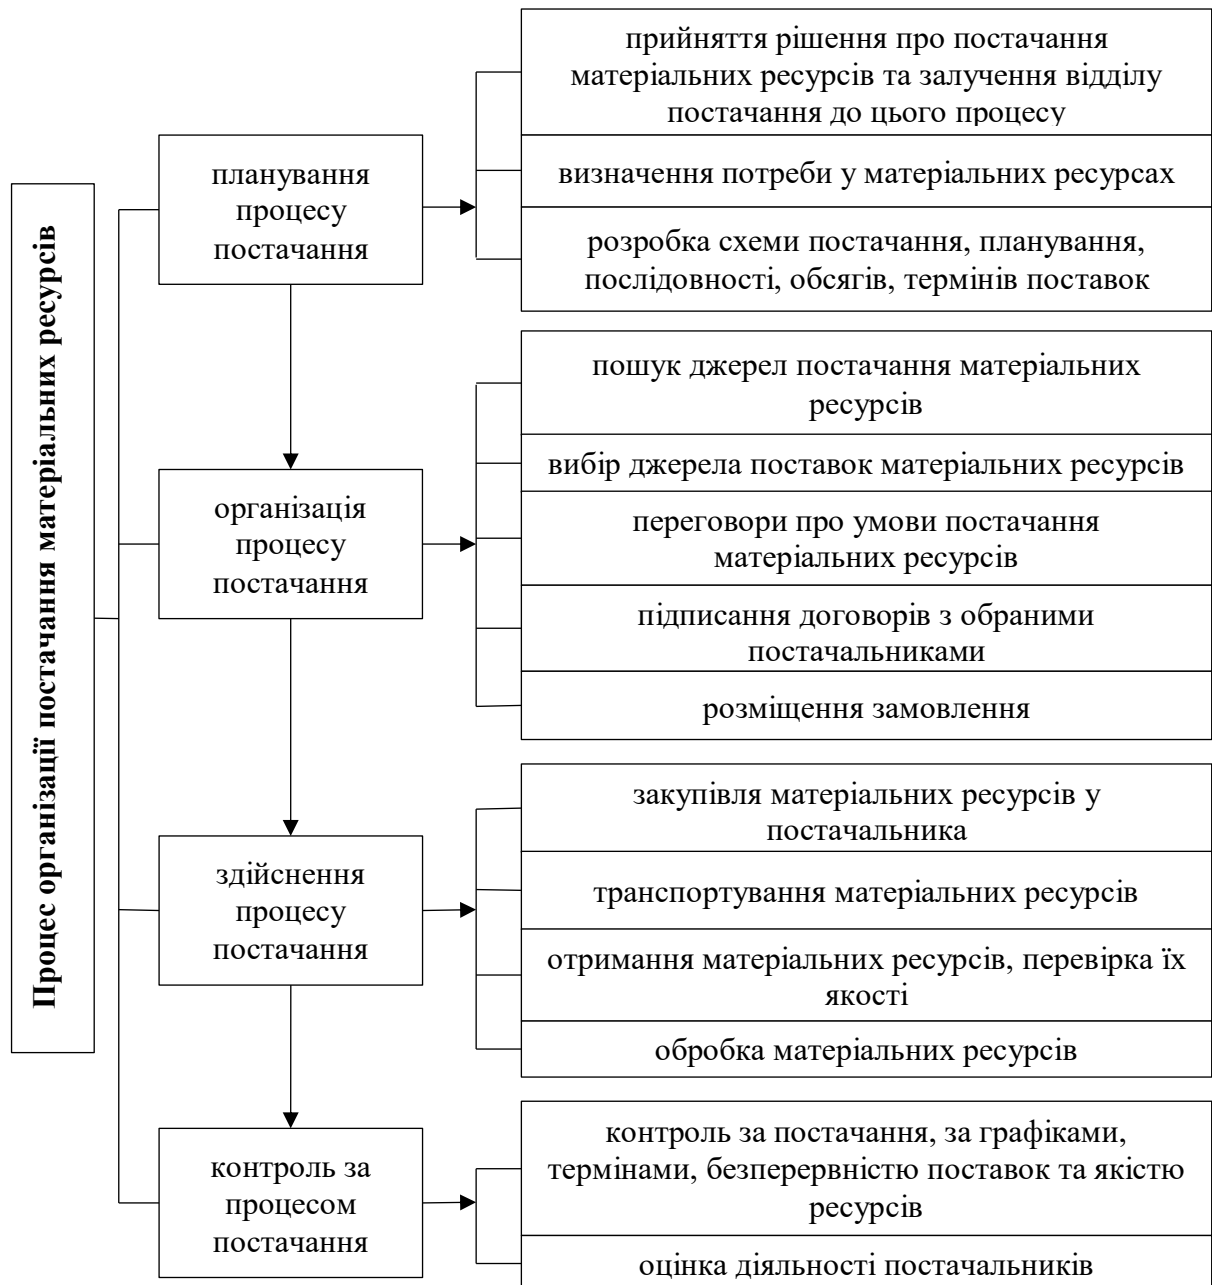 Процес організації постачання матеріальних ресурсів
планування
процесу
постачання
прийняття рішення про постачання
матеріальних ресурсів та залучення відділу
постачання до цього процесу
визначення потреби у матеріальних ресурсах
розробка схеми постачання, планування,
послідовності, обсягів, термінів поставок
організація
процесу
постачання
пошук джерел постачання матеріальних
ресурсів
вибір джерела поставок матеріальних ресурсів
переговори про умови постачання
матеріальних ресурсів
підписання договорів з обраними
постачальниками
розміщення замовлення
здійснення
процесу
постачання
закупівля матеріальних ресурсів у
постачальника
транспортування матеріальних ресурсів
отримання матеріальних ресурсів, перевірка їх
якості
обробка матеріальних ресурсів
контроль за
процесом
постачання
контроль за постачання, за графіками,
термінами, безперервністю поставок та якістю
ресурсів
оцінка діяльності постачальників